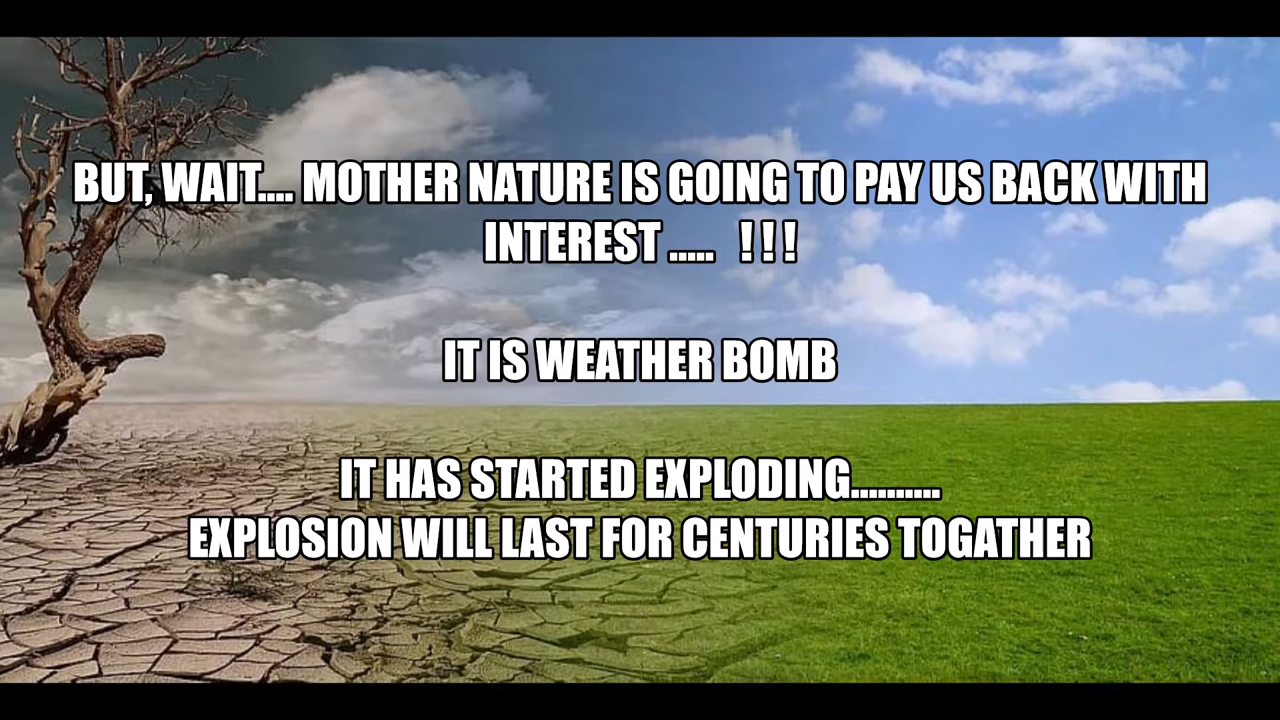 BUT, WAIT.... MOTHER NATURE IS GOING TO PAY US BACK WITH
INTEREST ..... ! ! !
IT IS WEATHER BOMB
IT HAS STARTED EXPLODING..........
EXPLOSION WILL LAST FOR CENTURIES TOGATHER